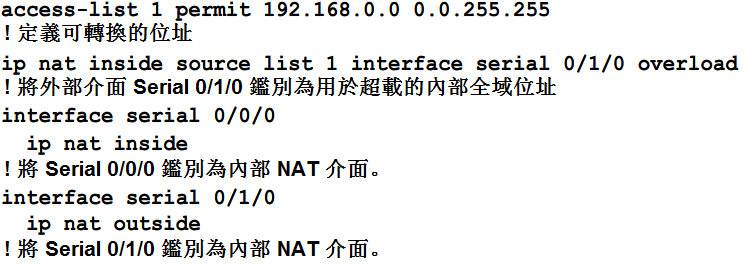 access-list 1 permit 192.168.0.0 0.0.255.255
! 定義可轉換的位址
ip nat inside source list 1 interface serial 0/1/0 overload
! 將外部介面 Serial 0/1/0 鑑別為用於超載的內部全域位址
interface serial 0/0/0
ip nat inside
! 將 Serial 0/0/0 鑑別為內部 NAT 介面。
interface serial 0/1/0
ip nat outside
! 將 Serial 0/1/0 鑑別為內部 NAT 介面。